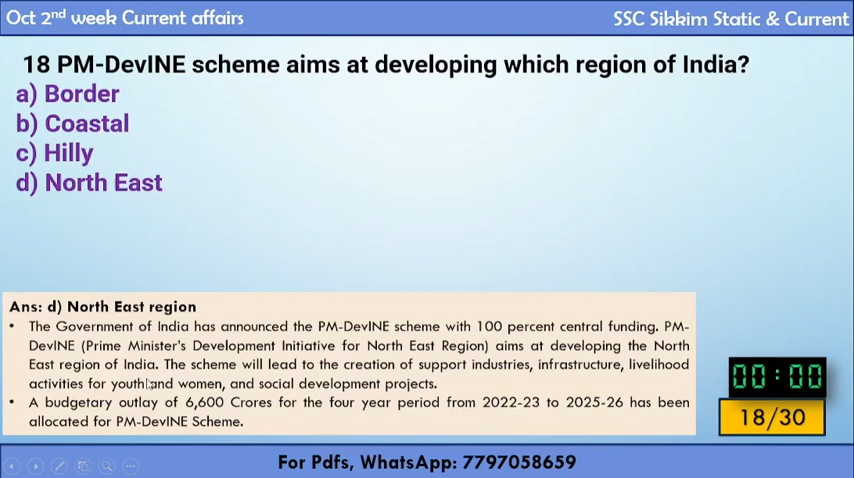 Oct 2nd week Current affairs
SSC Sikkim Static & Current
18 PM-DevINE scheme aims at developing which region of India?
a) Border
b) Coastal
c) Hilly
d) North East
Ans: d) North East region
• The Government of India has announced the PM-DevINE scheme with 100 percent central funding. PM-
DevINE (Prime Minister's Development Initiative for North East Region) aims at developing the North
East region of India. The scheme will lead to the creation of support industries, infrastructure, livelihood
activities for youth and women, and social development projects.
• A budgetary outlay of 6,600 Crores for the four year period from 2022-23 to 2025-26 has been
allocated for PM-DevINE Scheme.
00:00
18/30
For Pdfs, WhatsApp: 7797058659